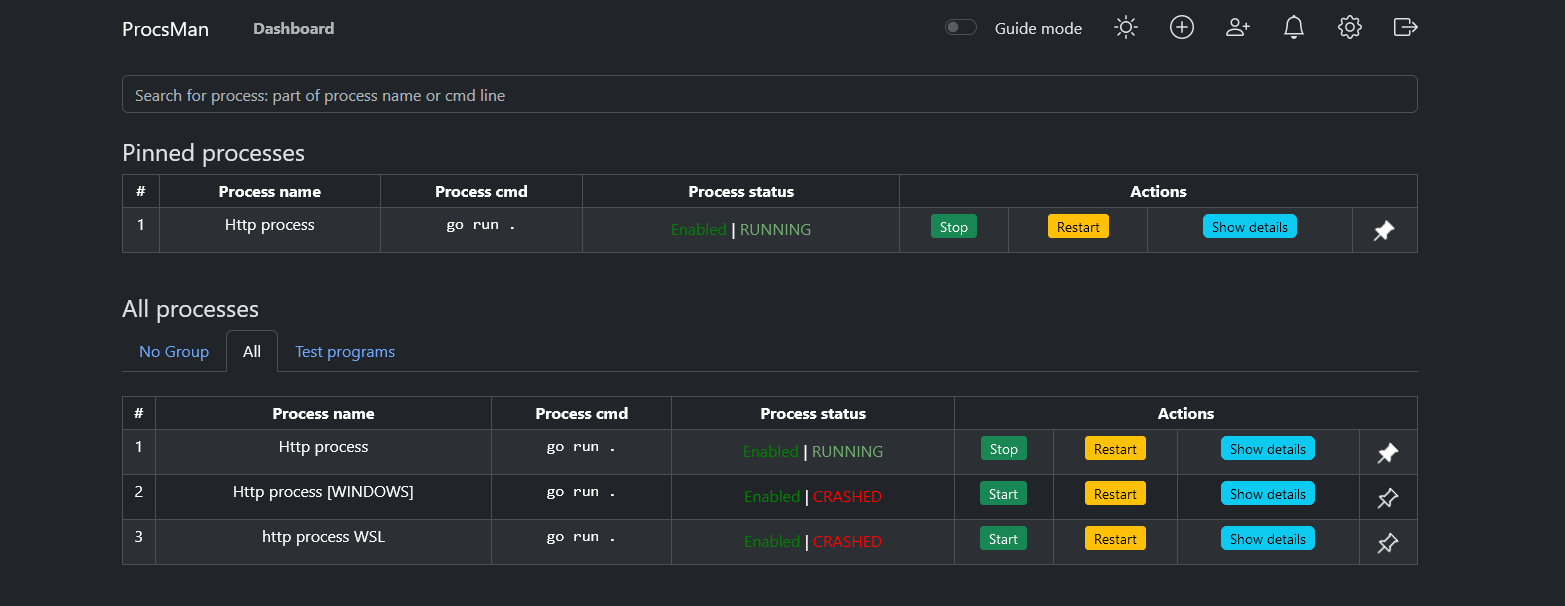 ProcsMan Dashboard Guide mode
Search for process: part of process name or cmd line
Pinned processes
# Process name Process cmd Process status Actions
1 Http process go run . Enabled | RUNNING Stop Restart Show details
All processes
No Group All Test programs
# Process name Process cmd Process status Actions
1 Http process go run . Enabled | RUNNING Stop Restart Show details
2 Http process [WINDOWS] go run . Enabled | CRASHED Start Restart Show details
3 http process WSL go run . Enabled | CRASHED Start Restart Show details